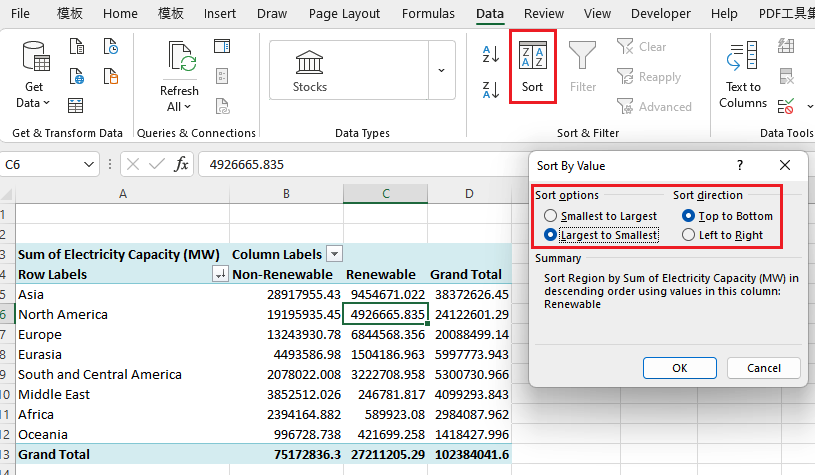 File 模板 Home 模板 Insert Draw Page Layout Formulas Data Review View Developer Help PDF工具集
Get Data
Refresh All
Stocks
Sort
Filter
Clear
Reapply
Advanced
Text to Columns
Get & Transform Data Queries & Connections Data Types Sort & Filter Data Tools
C6 fx 4926665.835
A B C D
1
2
3 Sum of Electricity Capacity (MW) Column Labels
4 Row Labels Non-Renewable Renewable Grand Total
5 Asia 28917955.43 9454671.022 38372626.45
6 North America 19195935.45 4926665.835 24122601.29
7 Europe 13243930.78 6844568.356 20088499.14
8 Eurasia 4493586.98 1504186.963 5997773.943
9 South and Central America 2078022.008 3222708.958 5300730.966
10 Middle East 3852512.026 246781.817 4099293.843
11 Africa 2394164.882 589923.08 2984087.962
12 Oceania 996728.738 421699.258 1418427.996
13 Grand Total 75172836.3 27211205.29 102384041.6
Sort By Value ?
Sort options Sort direction
Smallest to Largest Top to Bottom
Largest to Smallest Left to Right
Summary
Sort Region by Sum of Electricity Capacity (MW) in
descending order using values in this column:
Renewable
OK Cancel